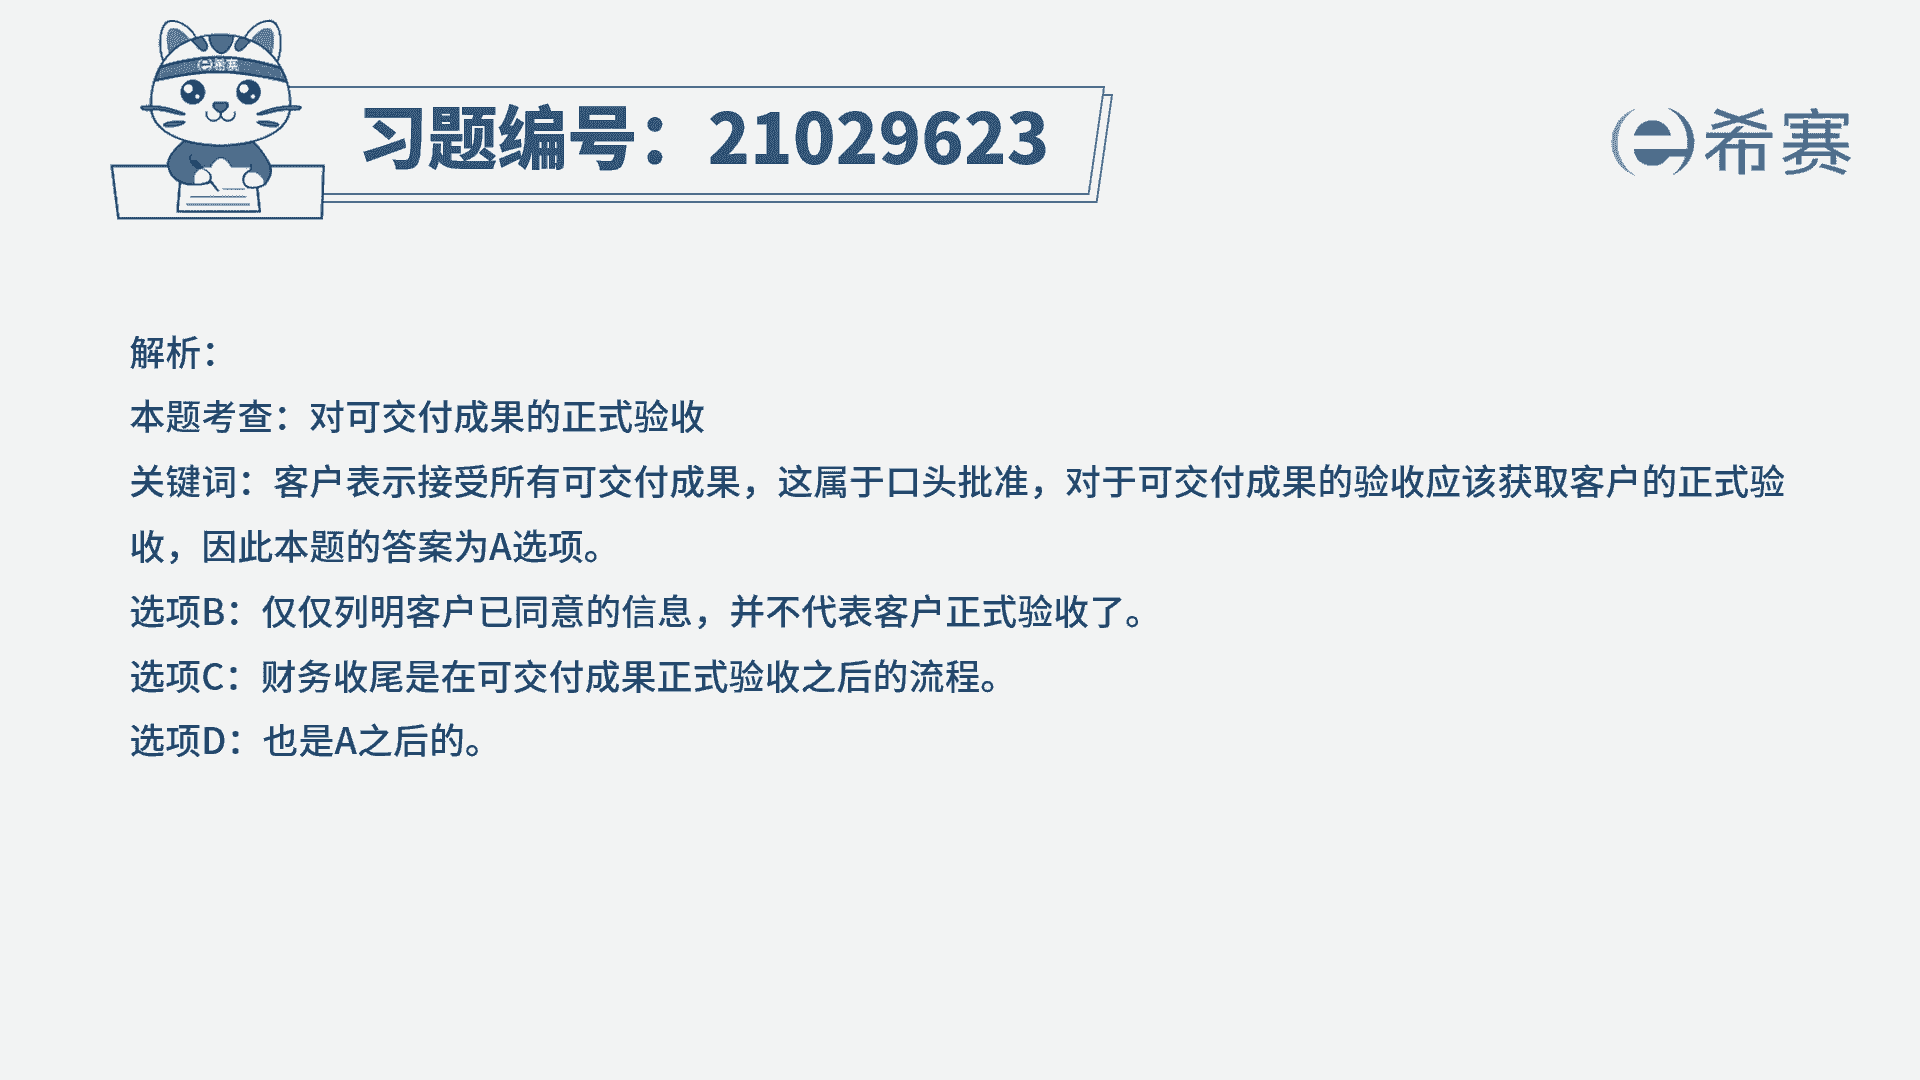 希赛
习题编号：21029623
希赛
解析：
本题考查：对可交付成果的正式验收
关键词：客户表示接受所有可交付成果，这属于口头批准，对于可交付成果的验收应该获取客户的正式验
收，因此本题的答案为A选项。
选项B：仅仅列明客户已同意的信息，并不代表客户正式验收了。
选项C：财务收尾是在可交付成果正式验收之后的流程。
选项D：也是A之后的。